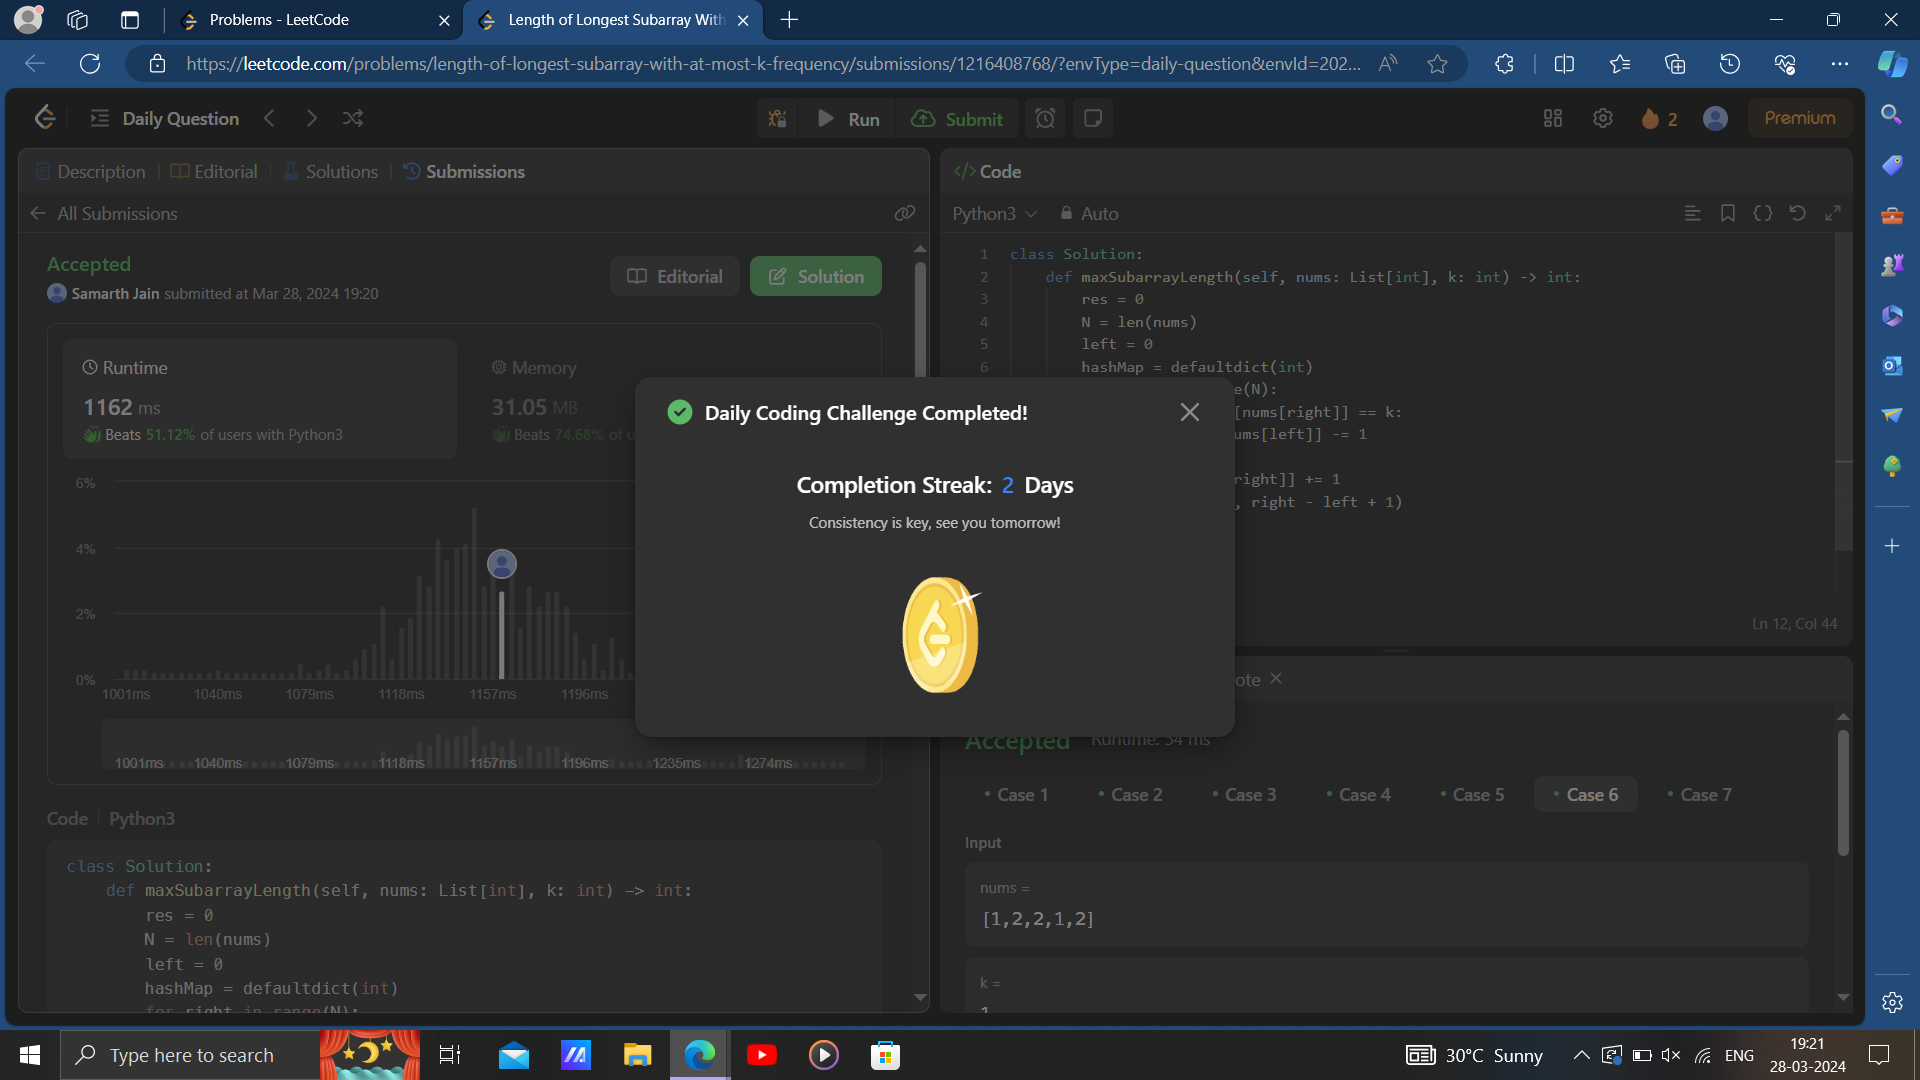 Problems - LeetCode
Length of Longest Subarray With
https://leetcode.com/problems/length-of-longest-subarray-with-at-most-k-frequency/submissions/1216408768/?envType=daily-question&envId=202...
Daily Question
Run
Submit
2
Premium
Description
Editorial
Solutions
Submissions
All Submissions
Accepted
Samarth Jain submitted at Mar 28, 2024 19:20
Editorial
Solution
Runtime
1162 ms
Beats 51.12% of users with Python3
Memory
31.05 MB
Beats 74.68% of u
6%
4%
2%
0%
1001ms 1040ms 1079ms 1118ms 1157ms 1196ms
1001ms 1040ms 1079ms 1118ms 1157ms 1196ms 1235ms 1274ms
Code
Python3
class Solution:
def maxSubarrayLength(self, nums: List[int], k: int) -> int:
res = 0
N = len(nums)
left = 0
hashMap = defaultdict(int)
for right in range(N):
Daily Coding Challenge Completed!
Completion Streak: 2 Days
Consistency is key, see you tomorrow!
</> Code
Python3
Auto
1 class Solution:
2 def maxSubarrayLength(self, nums: List[int], k: int) -> int:
3 res = 0
4 N = len(nums)
5 left = 0
6 hashMap = defaultdict(int)
e(N):
[nums[right]] == k:
ums[left]] -= 1
right]] += 1
, right - left + 1)
Ln 12, Col 44
ote
Accepted
Runtime: 54 ms
Case 1
Case 2
Case 3
Case 4
Case 5
Case 6
Case 7
Input
nums =
[1,2,2,1,2]
k =
1
Type here to search
30°C Sunny
ENG
19:21
28-03-2024